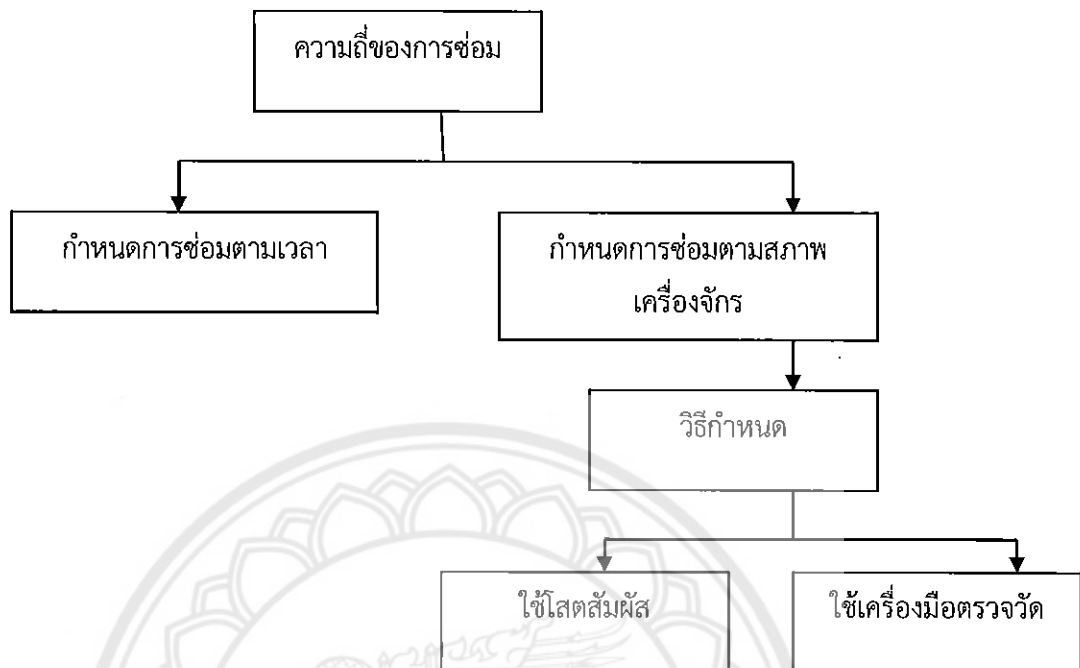 ความถี่ของการซ่อม
กำหนดการซ่อมตามเวลา
กำหนดการซ่อมตามสภาพ
เครื่องจักร
วิธีกำหนด
ใช้โสตสัมผัส
ใช้เครื่องมือตรวจวัด